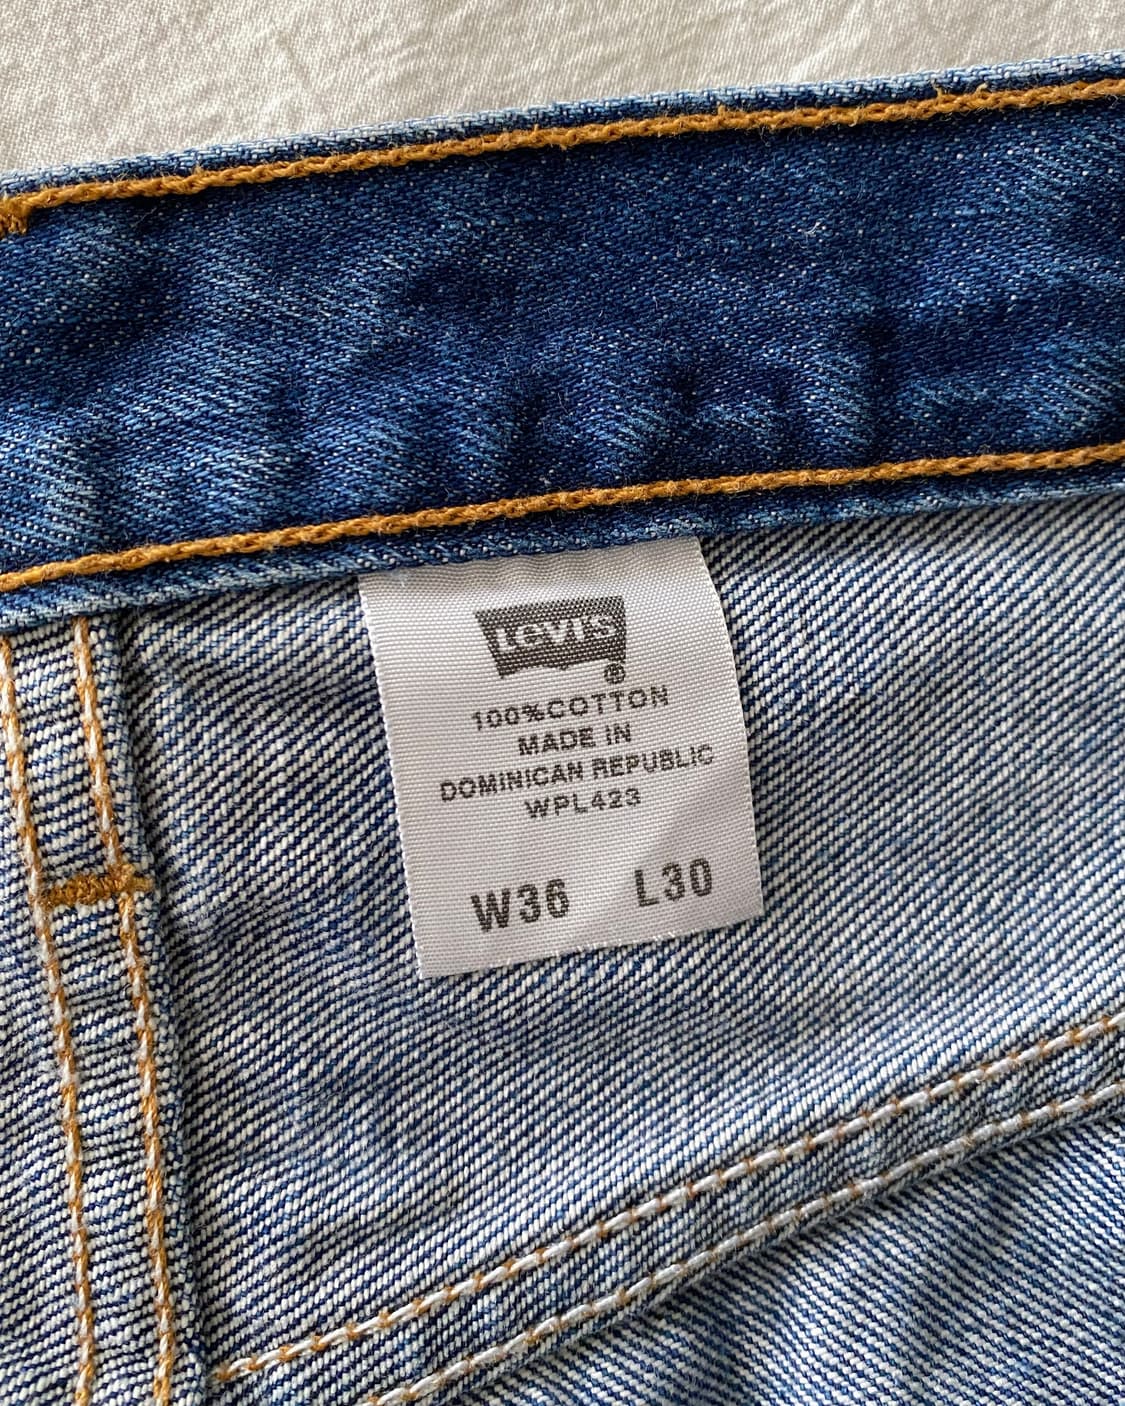 Levi's
®
100%COTTON
MADE IN
DOMINICAN REPUBLIC
WPL423
W36 L30